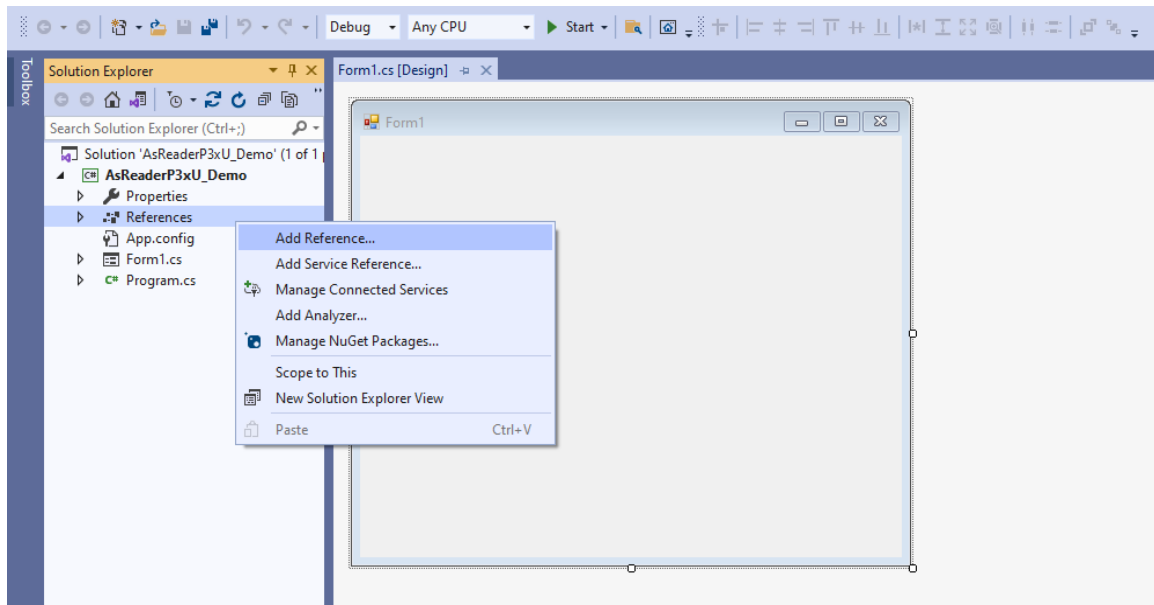 Debug
Any CPU
Start
Toolbox
Solution Explorer
Form1.cs [Design]
Search Solution Explorer (Ctrl+;)
Form1
Solution 'AsReaderP3xU_Demo' (1 of 1
C# AsReaderP3xU_Demo
Properties
References
App.config
Form1.cs
C# Program.cs
Add Reference...
Add Service Reference...
Manage Connected Services
Add Analyzer...
Manage NuGet Packages...
Scope to This
New Solution Explorer View
Paste Ctrl+V